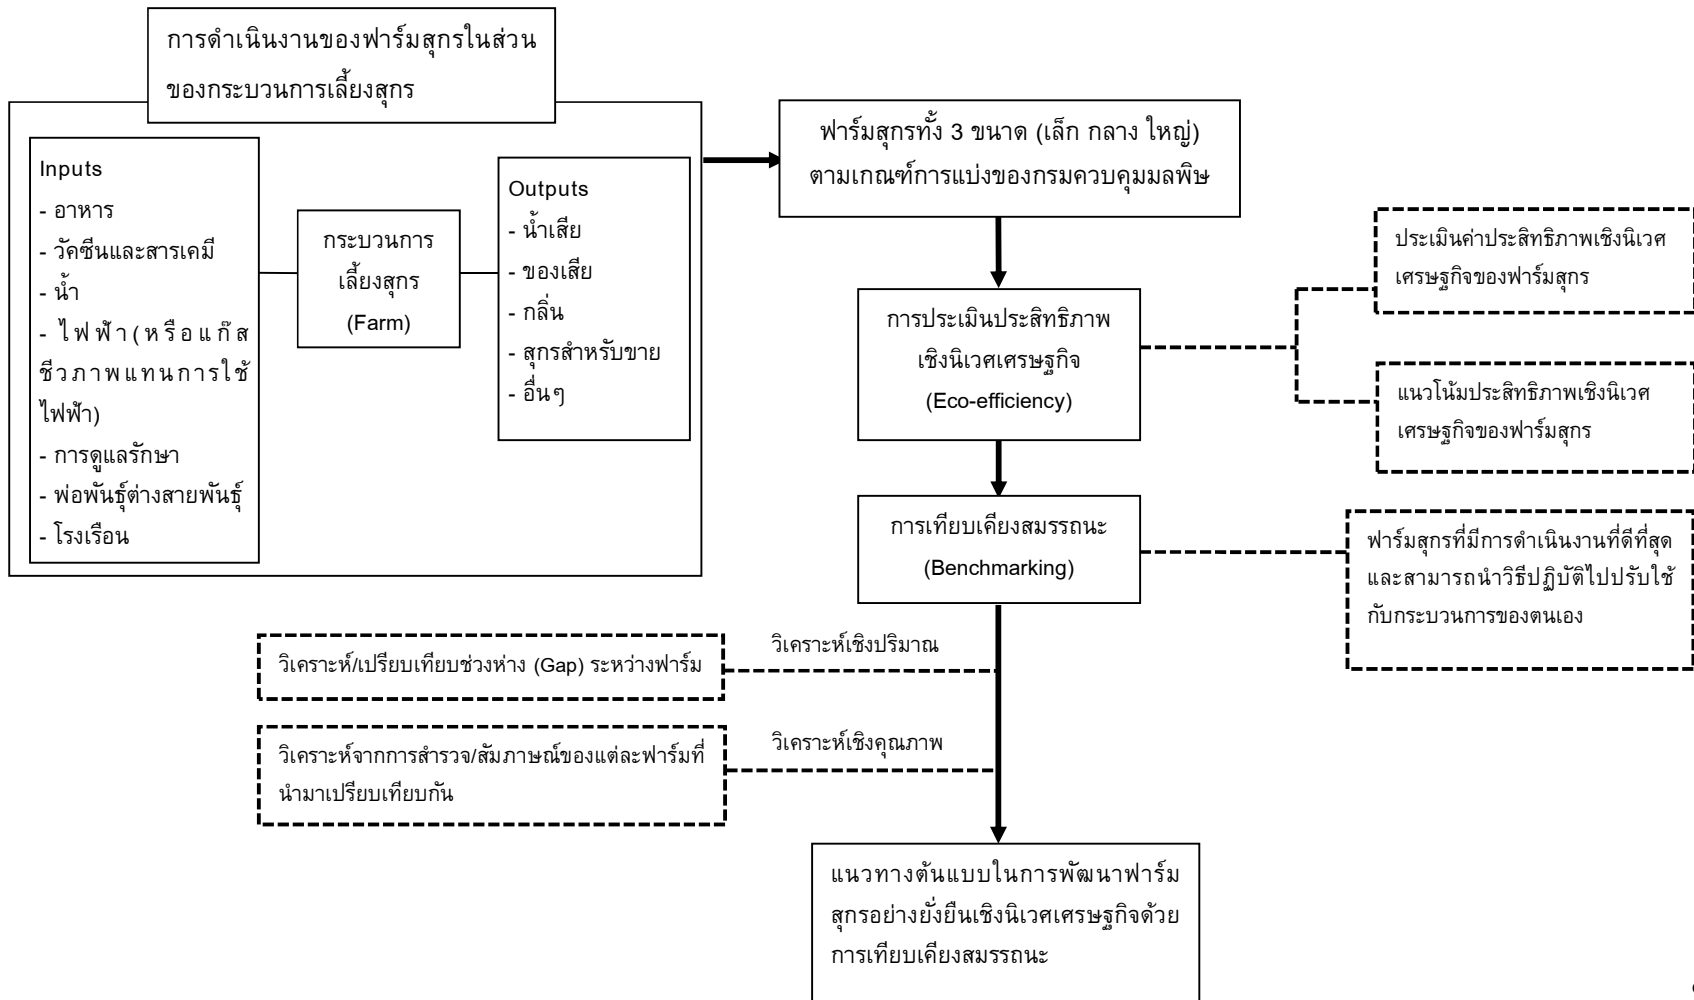 การดำเนินงานของฟาร์มสุกรในส่วน
ของกระบวนการเลี้ยงสุกร
Inputs
- อาหาร
- วัคซีนและสารเคมี
- น้ำ
- ไฟฟ้า(หรือแก๊ส
ชีวภาพแทนการใช้
ไฟฟ้า)
- การดูแลรักษา
- พ่อพันธุ์ต่างสายพันธุ์
- โรงเรือน
กระบวนการ
เลี้ยงสุกร
(Farm)
Outputs
- น้ำเสีย
- ของเสีย
- กลิ่น
- สุกรสำหรับขาย
- อื่นๆ
ฟาร์มสุกรทั้ง 3 ขนาด (เล็ก กลาง ใหญ่)
ตามเกณฑ์การแบ่งของกรมควบคุมมลพิษ
การประเมินประสิทธิภาพ
เชิงนิเวศเศรษฐกิจ
(Eco-efficiency)
ประเมินค่าประสิทธิภาพเชิงนิเวศ
เศรษฐกิจของฟาร์มสุกร
แนวโน้มประสิทธิภาพเชิงนิเวศ
เศรษฐกิจของฟาร์มสุกร
การเทียบเคียงสมรรถนะ
(Benchmarking)
ฟาร์มสุกรที่มีการดำเนินงานที่ดีที่สุด
และสามารถนำวิธีปฏิบัติไปปรับใช้
กับกระบวนการของตนเอง
วิเคราะห์เชิงปริมาณ
วิเคราะห์/เปรียบเทียบช่วงห่าง (Gap) ระหว่างฟาร์ม
วิเคราะห์เชิงคุณภาพ
วิเคราะห์จากการสำรวจ/สัมภาษณ์ของแต่ละฟาร์มที่
นำมาเปรียบเทียบกัน
แนวทางต้นแบบในการพัฒนาฟาร์ม
สุกรอย่างยั่งยืนเชิงนิเวศเศรษฐกิจด้วย
การเทียบเคียงสมรรถนะ